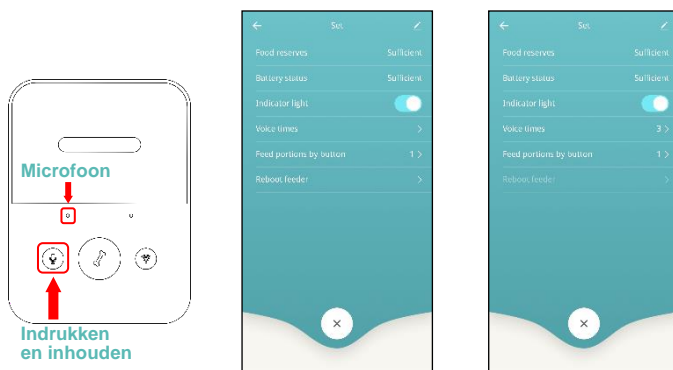 Microfoon
Indrukken
en inhouden
Set
Food reserves Sufficient
Battery status Sufficient
Indicator light
Voice times >
Feed portions by button 1 >
Reboot feeder >
Set
Food reserves Sufficient
Battery status Sufficient
Indicator light
Voice times 3 >
Feed portions by button 1 >
Reboot feeder >